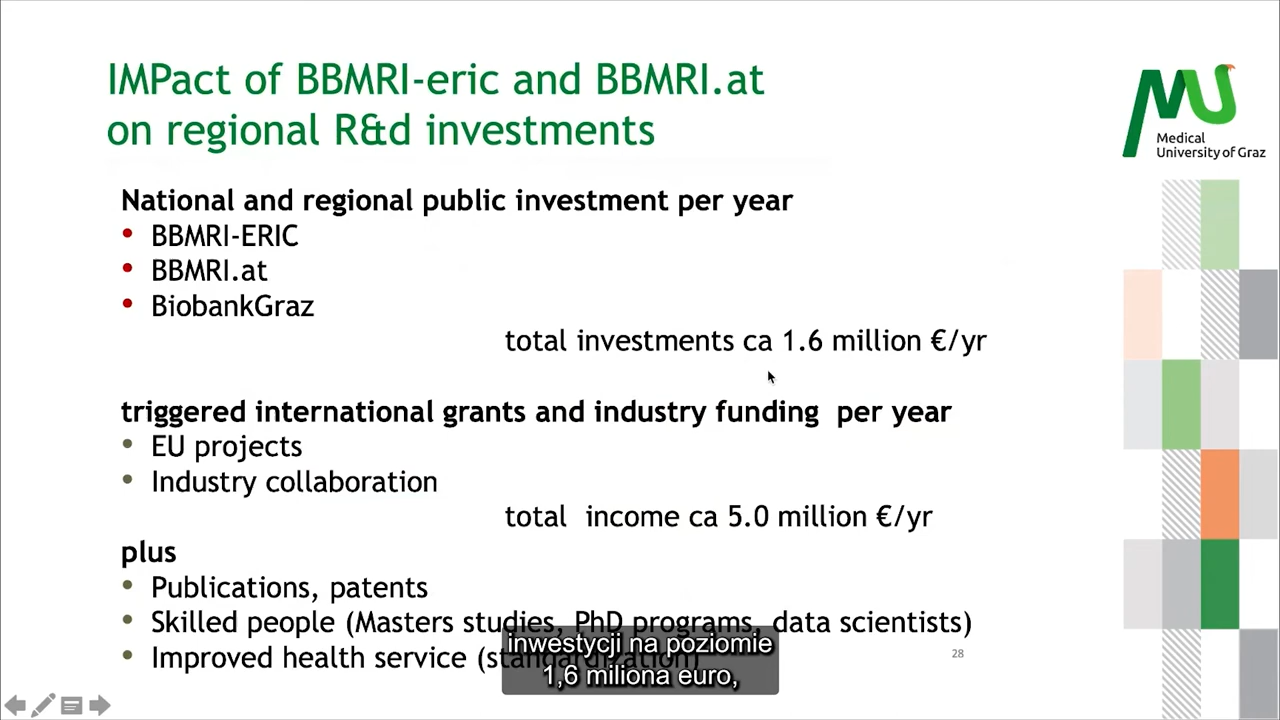 IMPact of BBMRI-eric and BBMRI.at
on regional R&d investments
MU
Medical
University of Graz
National and regional public investment per year
• BBMRI-ERIC
• BBMRI.at
• BiobankGraz
total investments ca 1.6 million €/yr
triggered international grants and industry funding per year
• EU projects
• Industry collaboration
total income ca 5.0 million €/yr
plus
• Publications, patents
• Skilled people (Masters studies, PhD programs, data scientists)
• Improved health service (standardization)
28
inwestycji na poziomie
1,6 miliona euro,